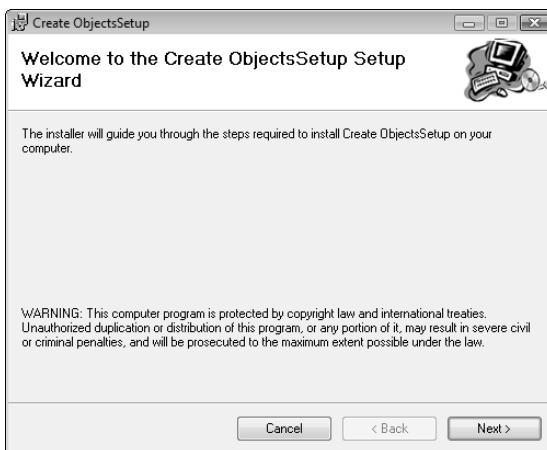 Create ObjectsSetup
Welcome to the Create ObjectsSetup Setup
Wizard
The installer will guide you through the steps required to install Create ObjectsSetup on your
computer.
WARNING: This computer program is protected by copyright law and international treaties.
Unauthorized duplication or distribution of this program, or any portion of it, may result in severe civil
or criminal penalties, and will be prosecuted to the maximum extent possible under the law.
Cancel
< Back
Next >